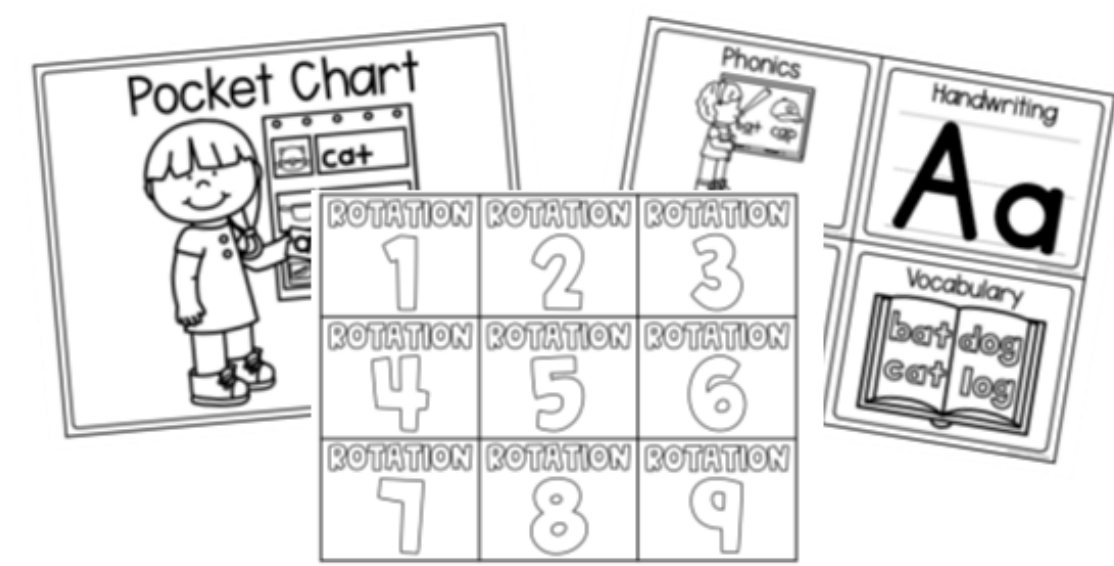 Pocket Chart
cat
Phonics
bat cap
Handwriting
Aa
Vocabulary
bat dog
cat log
ROTATION ROTATION ROTATION
1 2 3
ROTATION ROTATION ROTATION
4 5 6
ROTATION ROTATION ROTATION
7 8 9